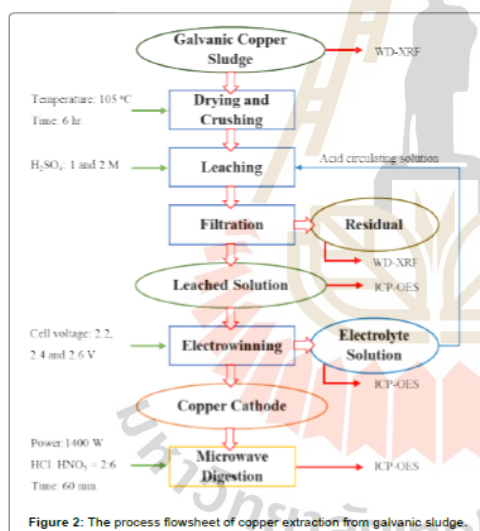 Galvanic Copper
Sludge
WD-XRF
Temperature: 105 °C
Time: 6 hr.
Drying and
Crushing
H₂SO₄: 1 and 2 M
Leaching
Acid circulating solution
Filtration
Residual
WD-XRF
Leached Solution
ICP-OES
Cell voltage: 2.2,
2.4 and 2.6 V
Electrowinning
Electrolyte
Solution
ICP-OES
Copper Cathode
Power: 1400 W
HCl: HNO₃ = 2:6
Time: 60 min.
Microwave
Digestion
ICP-OES
Figure 2: The process flowsheet of copper extraction from galvanic sludge.